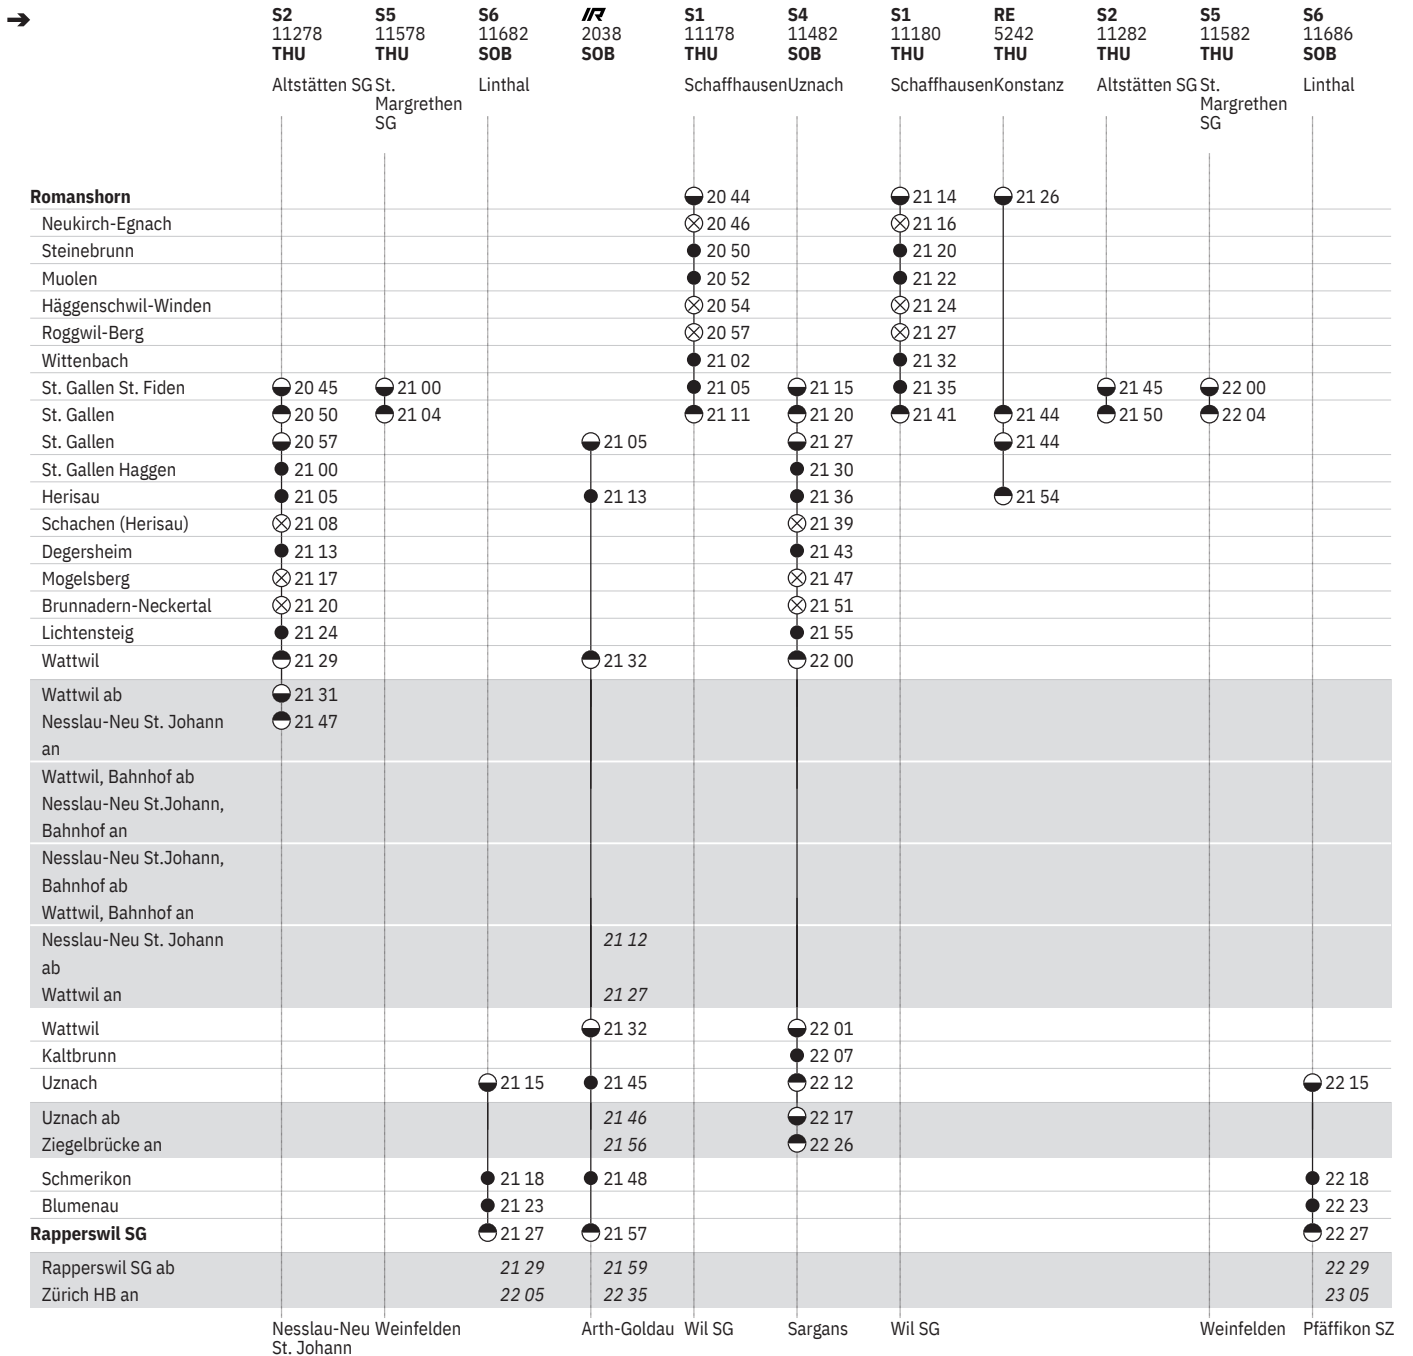 ➔ S2 S5 S6 IR S1 S4 S1 RE S2 S5 S6
11278 11578 11682 2038 11178 11482 11180 5242 11282 11582 11686
THU THU SOB SOB THU SOB THU THU THU THU SOB
Altstätten SG St. Linthal Schaffhausen Uznach Schaffhausen Konstanz Altstätten SG St. Linthal
Margrethen Margrethen
SG SG
Romanshorn 20 44 21 14 21 26
Neukirch-Egnach 20 46 21 16
Steinebrunn 20 50 21 20
Muolen 20 52 21 22
Häggenschwil-Winden 20 54 21 24
Roggwil-Berg 20 57 21 27
Wittenbach 21 02 21 32
St. Gallen St. Fiden 20 45 21 00 21 05 21 15 21 35 21 45 22 00
St. Gallen 20 50 21 04 21 11 21 20 21 41 21 44 21 50 22 04
St. Gallen 20 57 21 05 21 27 21 44
St. Gallen Haggen 21 00 21 30
Herisau 21 05 21 13 21 36 21 54
Schachen (Herisau) 21 08 21 39
Degersheim 21 13 21 43
Mogelsberg 21 17 21 47
Brunnadern-Neckertal 21 20 21 51
Lichtensteig 21 24 21 55
Wattwil 21 29 21 32 22 00
Wattwil ab 21 31
Nesslau-Neu St. Johann 21 47
an
Wattwil, Bahnhof ab
Nesslau-Neu St.Johann,
Bahnhof an
Nesslau-Neu St.Johann,
Bahnhof ab
Wattwil, Bahnhof an
Nesslau-Neu St. Johann 21 12
ab
Wattwil an 21 27
Wattwil 21 32 22 01
Kaltbrunn 22 07
Uznach 21 15 21 45 22 12 22 15
Uznach ab 21 46 22 17
Ziegelbrücke an 21 56 22 26
Schmerikon 21 18 21 48 22 18
Blumenau 21 23 22 23
Rapperswil SG 21 27 21 57 22 27
Rapperswil SG ab 21 29 21 59 22 29
Zürich HB an 22 05 22 35 23 05
Nesslau-Neu Weinfelden Arth-Goldau Wil SG Sargans Wil SG Weinfelden Pfäffikon SZ
St. Johann